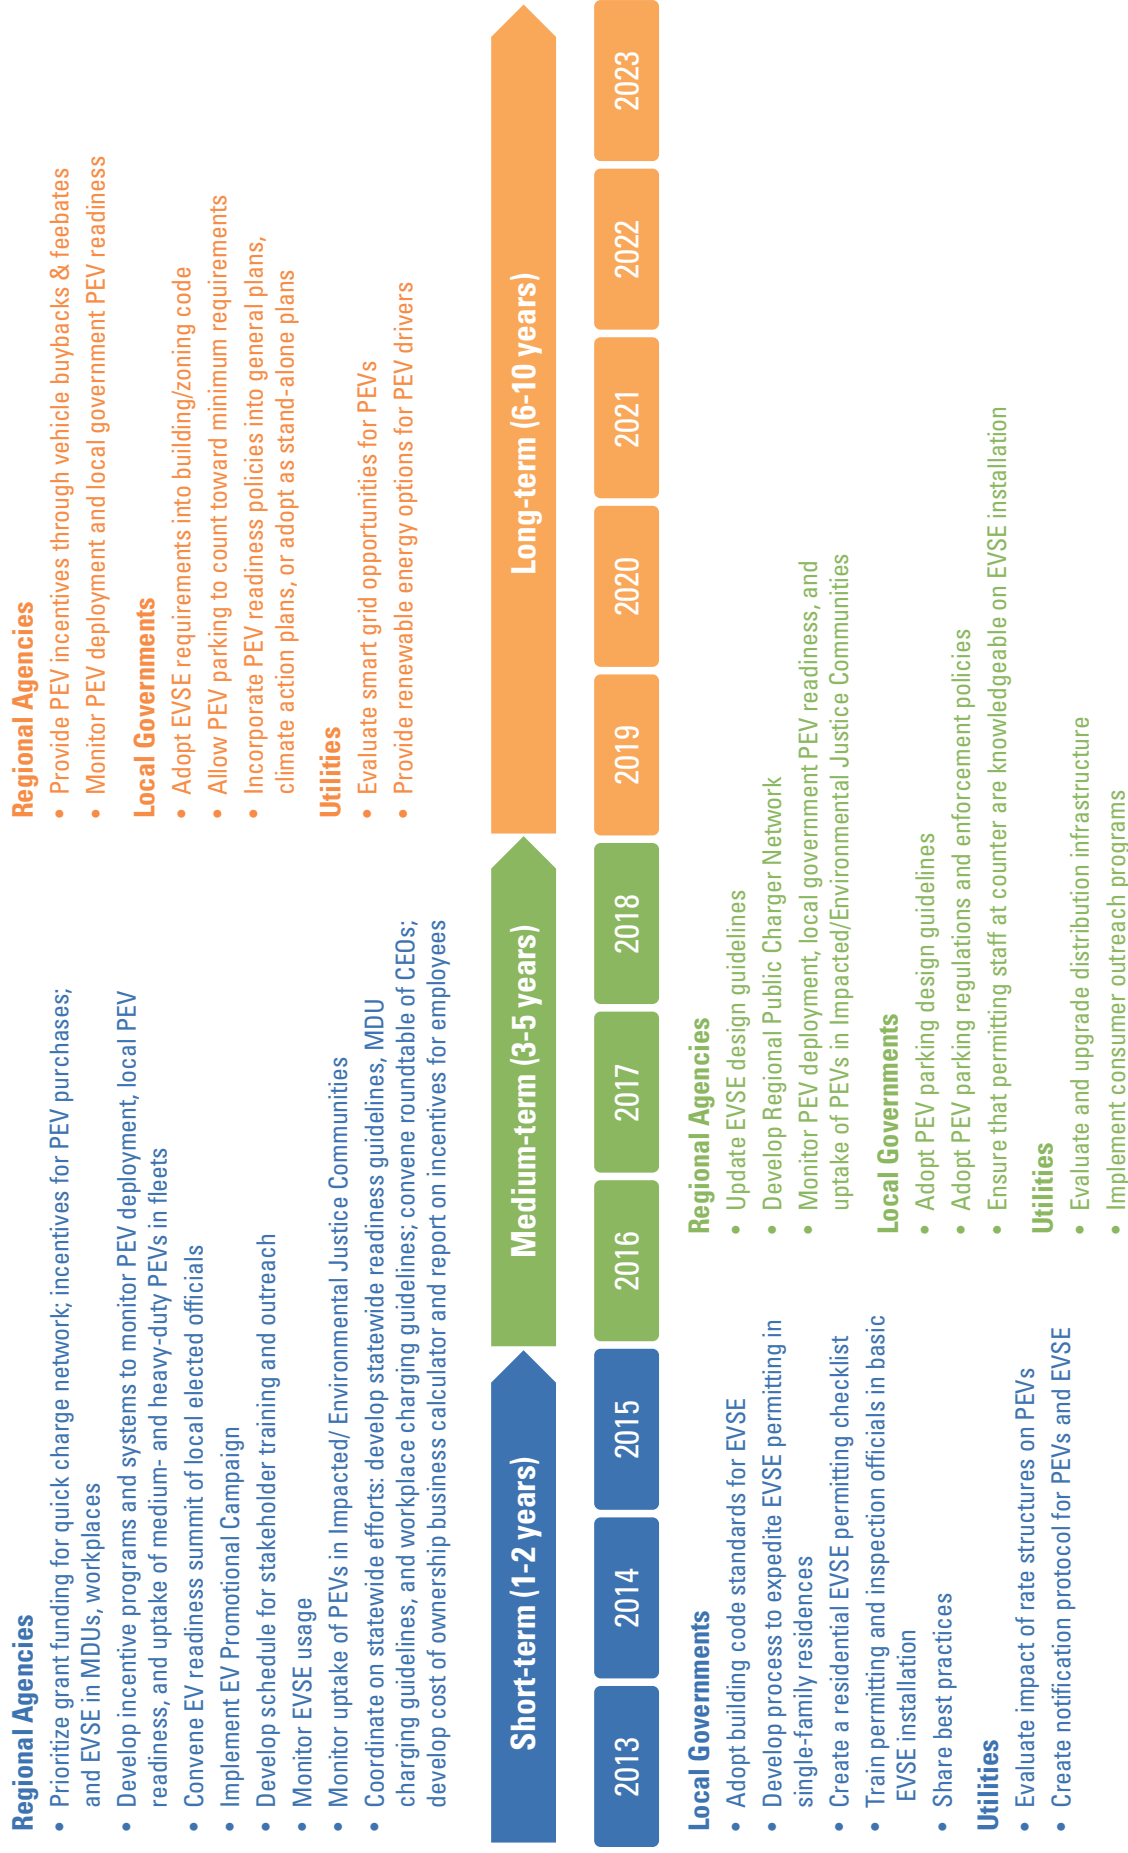 Regional Agencies
• Prioritize grant funding for quick charge network; incentives for PEV purchases;
and EVSE in MDUs, workplaces
• Develop incentive programs and systems to monitor PEV deployment, local PEV
readiness, and uptake of medium- and heavy-duty PEVs in fleets
• Convene EV readiness summit of local elected officials
• Implement EV Promotional Campaign
• Develop schedule for stakeholder training and outreach
• Monitor EVSE usage
• Monitor uptake of PEVs in Impacted/ Environmental Justice Communities
• Coordinate on statewide efforts: develop statewide readiness guidelines, MDU
charging guidelines, and workplace charging guidelines; convene roundtable of CEOs;
develop cost of ownership business calculator and report on incentives for employees
Regional Agencies
• Provide PEV incentives through vehicle buybacks & feebates
• Monitor PEV deployment and local government PEV readiness
Local Governments
• Adopt EVSE requirements into building/zoning code
• Allow PEV parking to count toward minimum requirements
• Incorporate PEV readiness policies into general plans,
climate action plans, or adopt as stand-alone plans
Utilities
• Evaluate smart grid opportunities for PEVs
• Provide renewable energy options for PEV drivers
Short-term (1-2 years)
Medium-term (3-5 years)
Long-term (6-10 years)
2013
2014
2015
2016
2017
2018
2019
2020
2021
2022
2023
Local Governments
• Adopt building code standards for EVSE
• Develop process to expedite EVSE permitting in
single-family residences
• Create a residential EVSE permitting checklist
• Train permitting and inspection officials in basic
EVSE installation
• Share best practices
Utilities
• Evaluate impact of rate structures on PEVs
• Create notification protocol for PEVs and EVSE
Regional Agencies
• Update EVSE design guidelines
• Develop Regional Public Charger Network
• Monitor PEV deployment, local government PEV readiness, and
uptake of PEVs in Impacted/Environmental Justice Communities
Local Governments
• Adopt PEV parking design guidelines
• Adopt PEV parking regulations and enforcement policies
• Ensure that permitting staff at counter are knowledgeable on EVSE installation
Utilities
• Evaluate and upgrade distribution infrastructure
• Implement consumer outreach programs